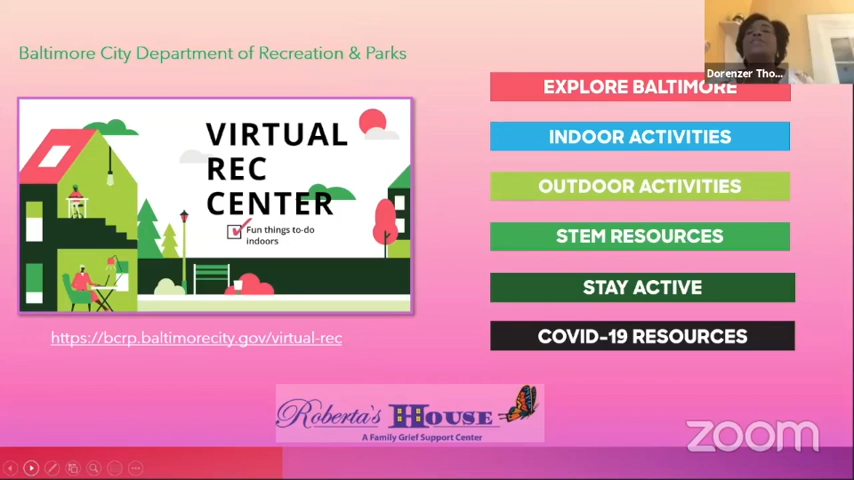 Baltimore City Department of Recreation & Parks
Dorenzer Tho...
VIRTUAL
REC
CENTER
Fun things to-do
indoors
https://bcrp.baltimorecity.gov/virtual-rec
EXPLORE BALTIMORE
INDOOR ACTIVITIES
OUTDOOR ACTIVITIES
STEM RESOURCES
STAY ACTIVE
COVID-19 RESOURCES
Roberta's HOUSE
A Family Grief Support Center
zoom